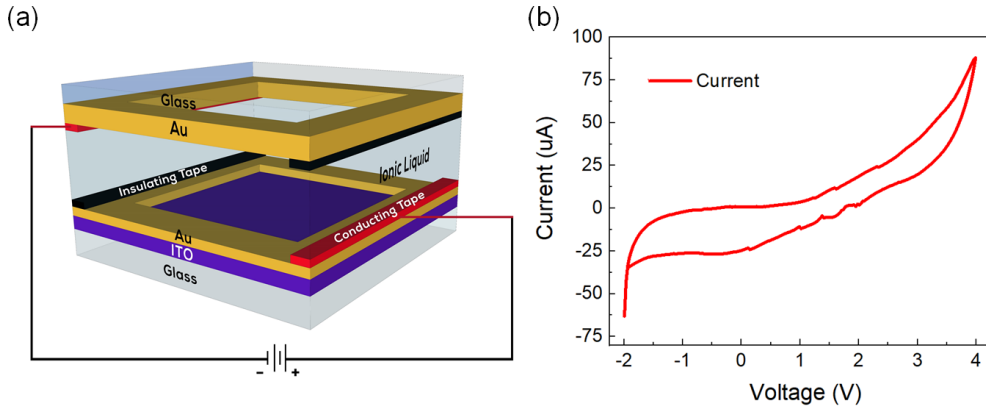 (a)
Glass
Au
Ionic Liquid
Insulating Tape
Conducting Tape
Au
ITO
Glass
− +
(b)
Current (uA)
100
75
50
25
0
-25
-50
-75
Current
-2 -1 0 1 2 3 4
Voltage (V)